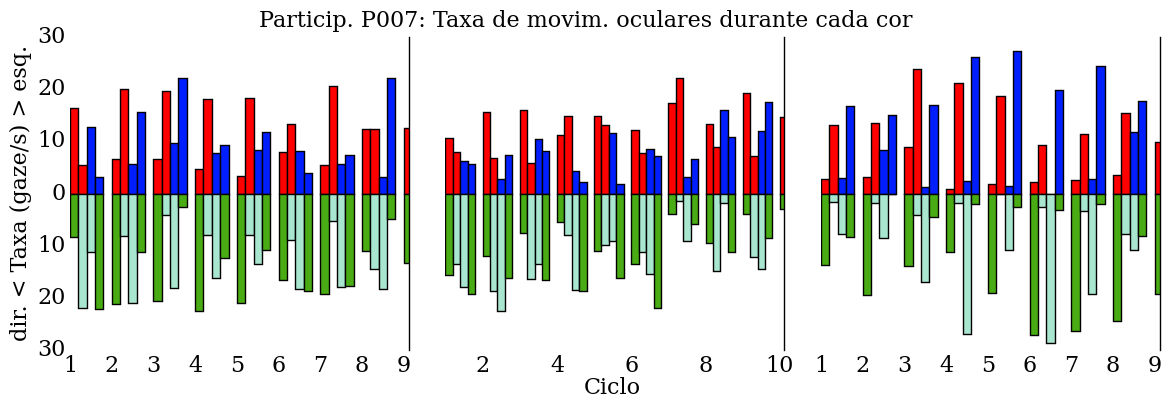 Particip. P007: Taxa de movim. oculares durante cada cor
dir. < Taxa (gaze/s) > esq.
30
20
10
0
10
20
30
1 2 3 4 5 6 7 8 9
2 4 6 8 10
1 2 3 4 5 6 7 8 9
Ciclo